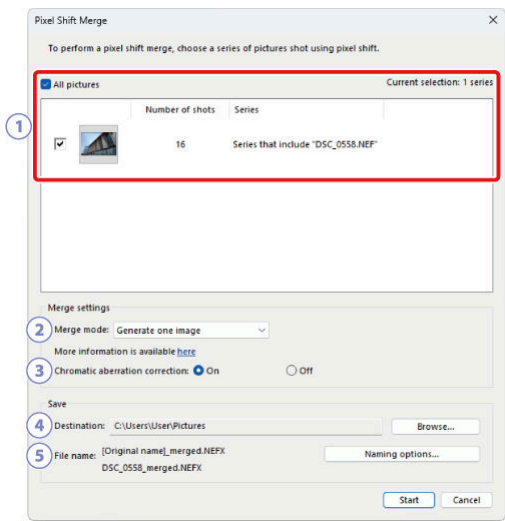 Pixel Shift Merge
To perform a pixel shift merge, choose a series of pictures shot using pixel shift.
All pictures Current selection: 1 series
1
Number of shots Series
16 Series that include "DSC_0558.NEF"
Merge settings
2 Merge mode: Generate one image
More information is available here
3 Chromatic aberration correction: On Off
Save
4 Destination: C:\Users\User\Pictures Browse...
5 File name: [Original name]_merged.NEFX Naming options...
DSC_0558_merged.NEFX
Start Cancel